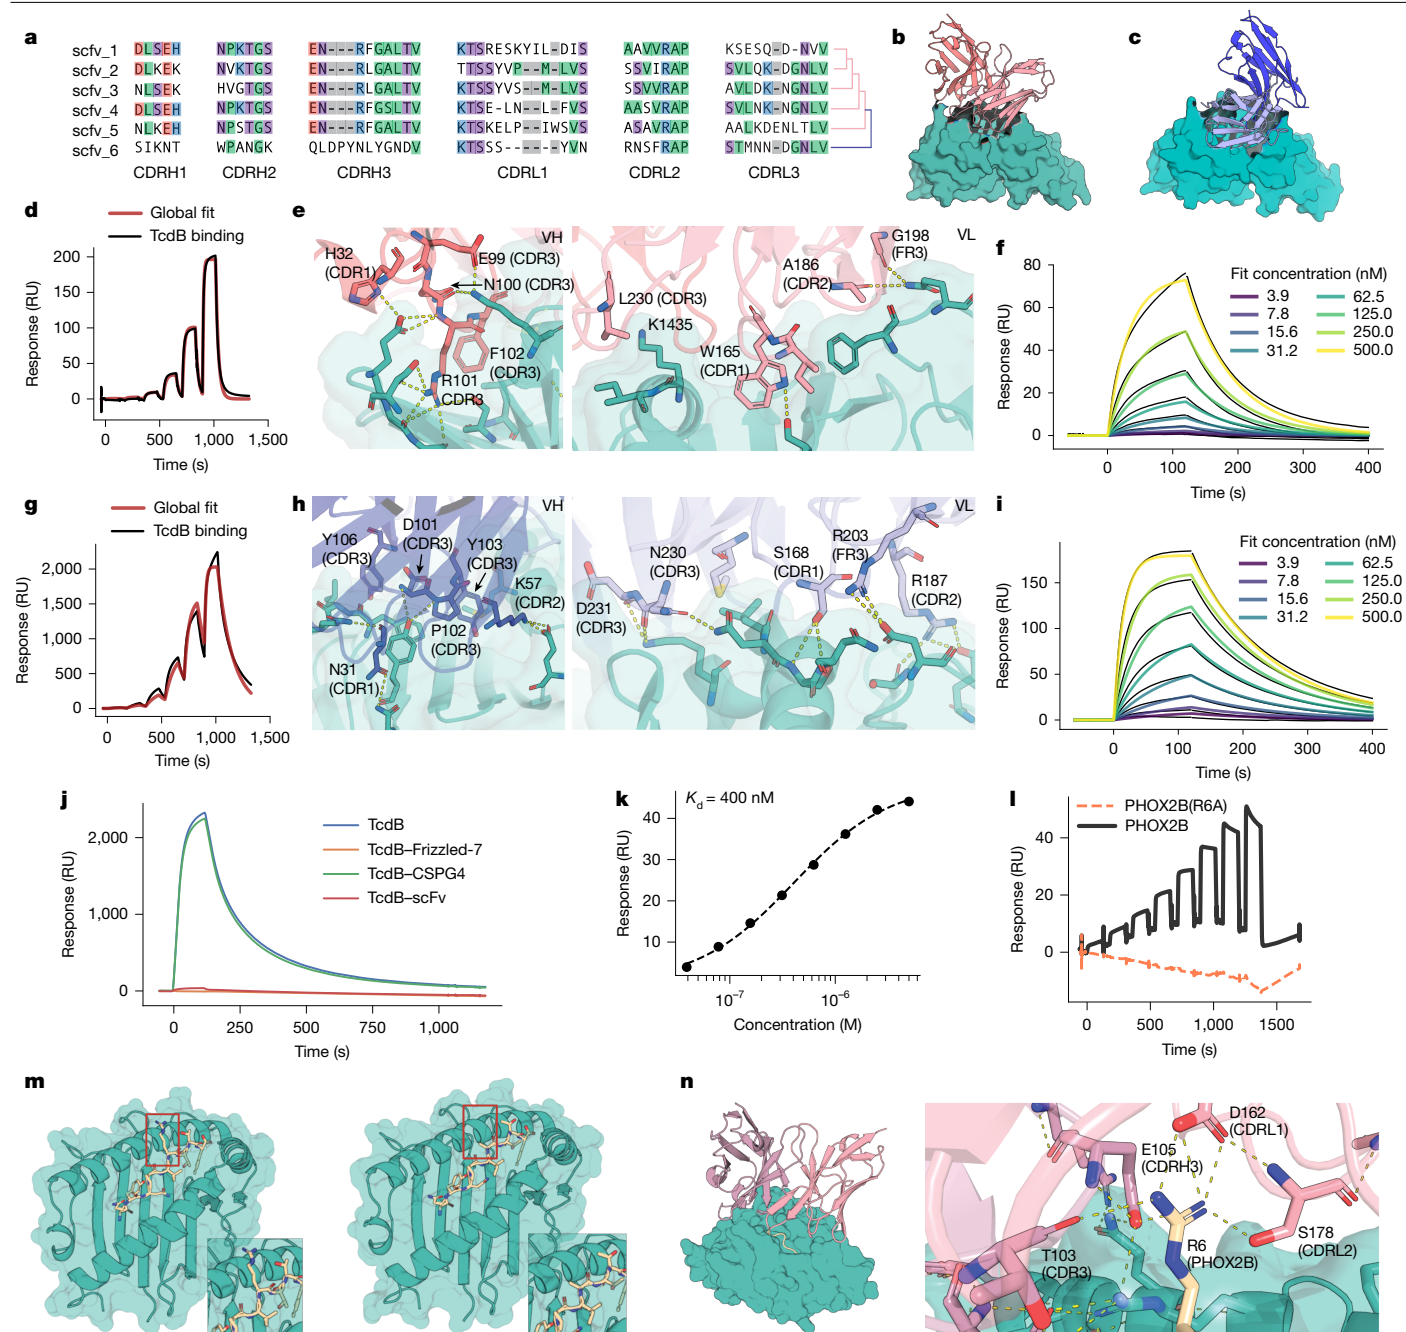 a
scfv_1 DLSEH NPKTGS EN---RFGALTV KTSRESKYIL-DIS AAVVRAP KSESQ-D-NVV
scfv_2 DLKEK NVKTGS EN---RLGALTV TTSSYVP--M-LVS SSVIRAP SVLQK-DGNLV
scfv_3 NLSEK HVGTGS EN---RFGALTV KTSSYVS--M-LVS SSVVRAP AVLDK-NGNLV
scfv_4 DLSEH NPKTGS EN---RFGSLTV KTSE-LN--L-FVS AASVRAP SVLNK-NGNLV
scfv_5 NLKEH NPSTGS EN---RFGALTV KTSKELP--IWSVS ASAVRAP AALKDENLTLV
scfv_6 SIKNT WPANGK QLDPYNLYGNDV KTSSS-----YVN RNSFRAP STMNN-DGNLV
CDRH1 CDRH2 CDRH3 CDRL1 CDRL2 CDRL3
b
c
d
Global fit
TcdB binding
Response (RU)
200
150
100
50
0
0 500 1,000 1,500
Time (s)
e
VH
H32
(CDR1)
E99 (CDR3)
N100 (CDR3)
F102
(CDR3)
R101
CDR3
VL
G198
(FR3)
A186
(CDR2)
L230 (CDR3)
K1435
W165
(CDR1)
f
Response (RU)
80
60
40
20
0
0 100 200 300 400
Time (s)
Fit concentration (nM)
3.9 62.5
7.8 125.0
15.6 250.0
31.2 500.0
g
Global fit
TcdB binding
Response (RU)
2,000
1,500
1,000
500
0
0 500 1,000 1,500
Time (s)
h
VH
D101
(CDR3)
Y106
(CDR3)
Y103
(CDR3)
K57
(CDR2)
P102
(CDR3)
N31
(CDR1)
VL
R203
(FR3)
N230
(CDR3)
S168
(CDR1)
R187
(CDR2)
D231
(CDR3)
i
Response (RU)
150
100
50
0
0 100 200 300 400
Time (s)
Fit concentration (nM)
3.9 62.5
7.8 125.0
15.6 250.0
31.2 500.0
j
Response (RU)
2,000
1,000
0
0 250 500 750 1,000
Time (s)
TcdB
TcdB–Frizzled-7
TcdB–CSPG4
TcdB–scFv
k
Kd = 400 nM
Response (RU)
40
30
20
10
10⁻⁷ 10⁻⁶
Concentration (M)
l
PHOX2B(R6A)
PHOX2B
Response (RU)
40
20
0
0 500 1,000 1500
Time (s)
m
n
D162
(CDRL1)
E105
(CDRH3)
S178
(CDRL2)
R6
(PHOX2B)
T103
(CDR3)